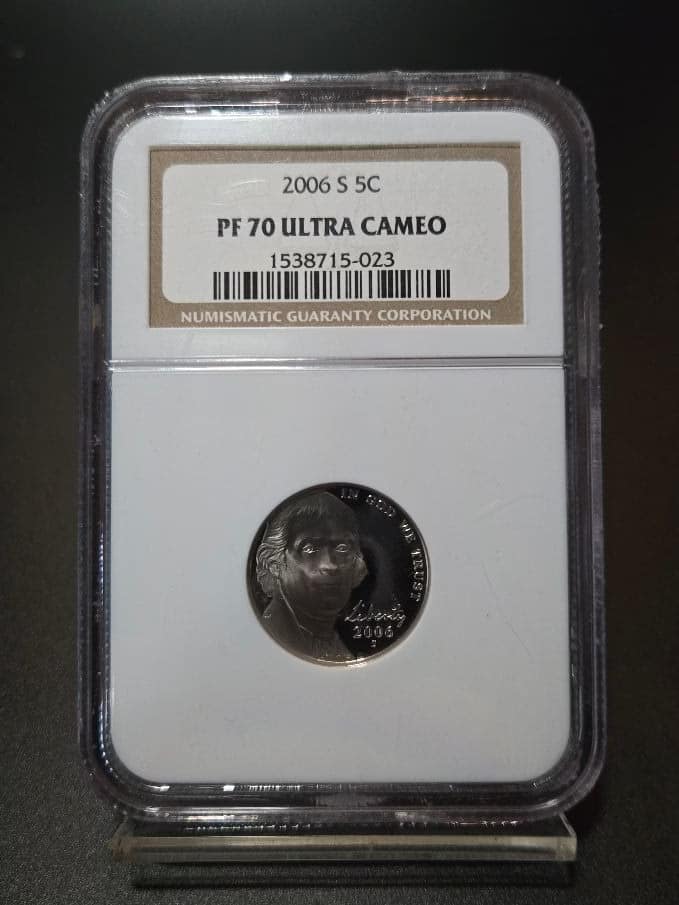 2006 S 5C
PF 70 ULTRA CAMEO
1538715-023
NUMISMATIC GUARANTY CORPORATION
IN GOD WE TRUST
Liberty
2006
S